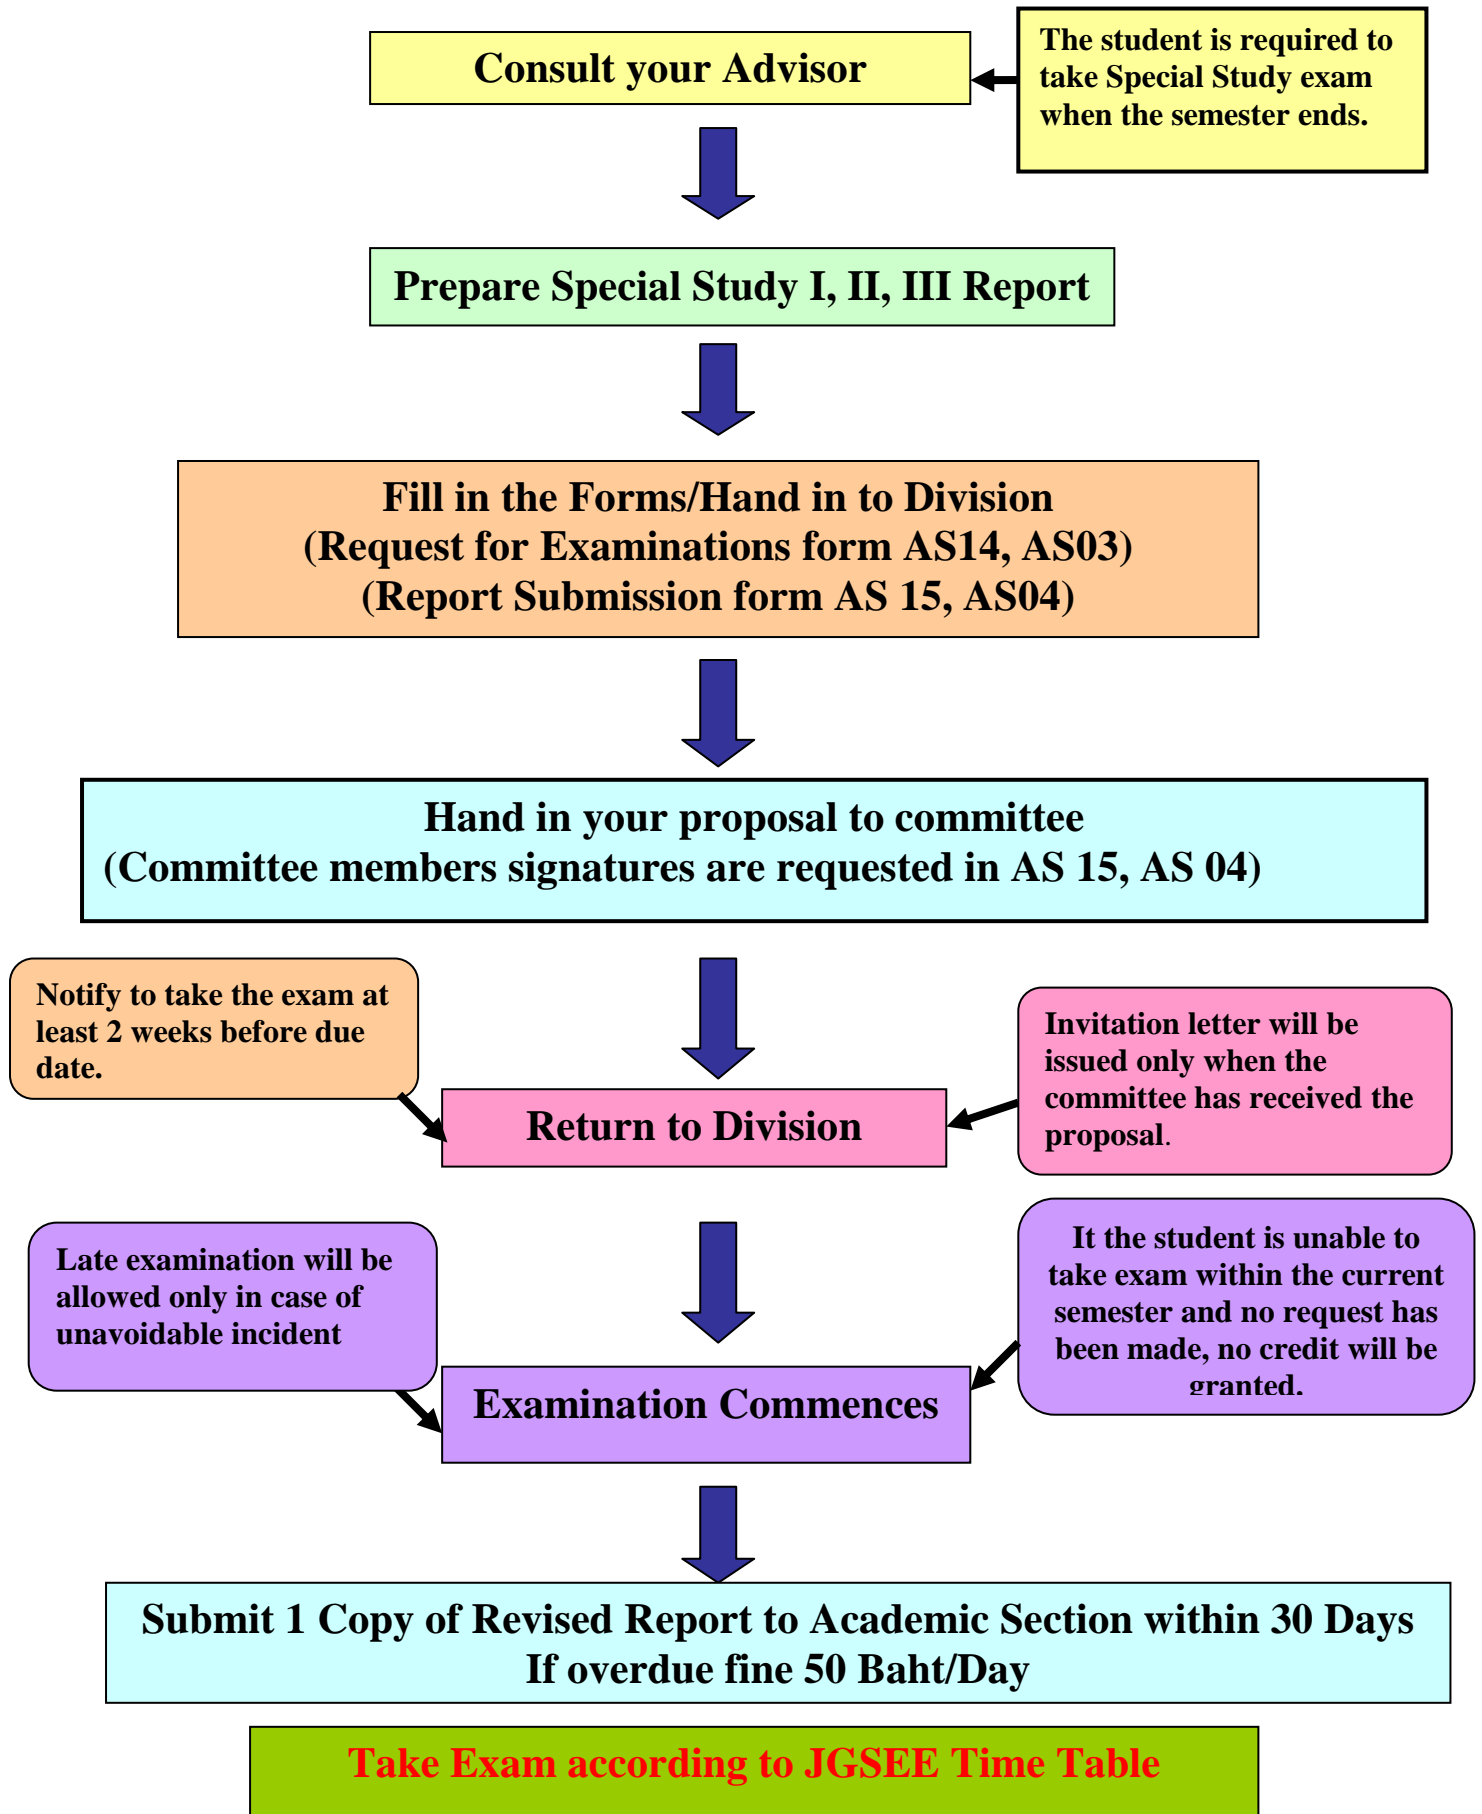 Consult your Advisor
The student is required to
take Special Study exam
when the semester ends.
Prepare Special Study I, II, III Report
Fill in the Forms/Hand in to Division
(Request for Examinations form AS14, AS03)
(Report Submission form AS 15, AS04)
Hand in your proposal to committee
(Committee members signatures are requested in AS 15, AS 04)
Notify to take the exam at
least 2 weeks before due
date.
Invitation letter will be
issued only when the
committee has received the
proposal.
Return to Division
Late examination will be
allowed only in case of
unavoidable incident
It the student is unable to
take exam within the current
semester and no request has
been made, no credit will be
granted.
Examination Commences
Submit 1 Copy of Revised Report to Academic Section within 30 Days
If overdue fine 50 Baht/Day
Take Exam according to JGSEE Time Table